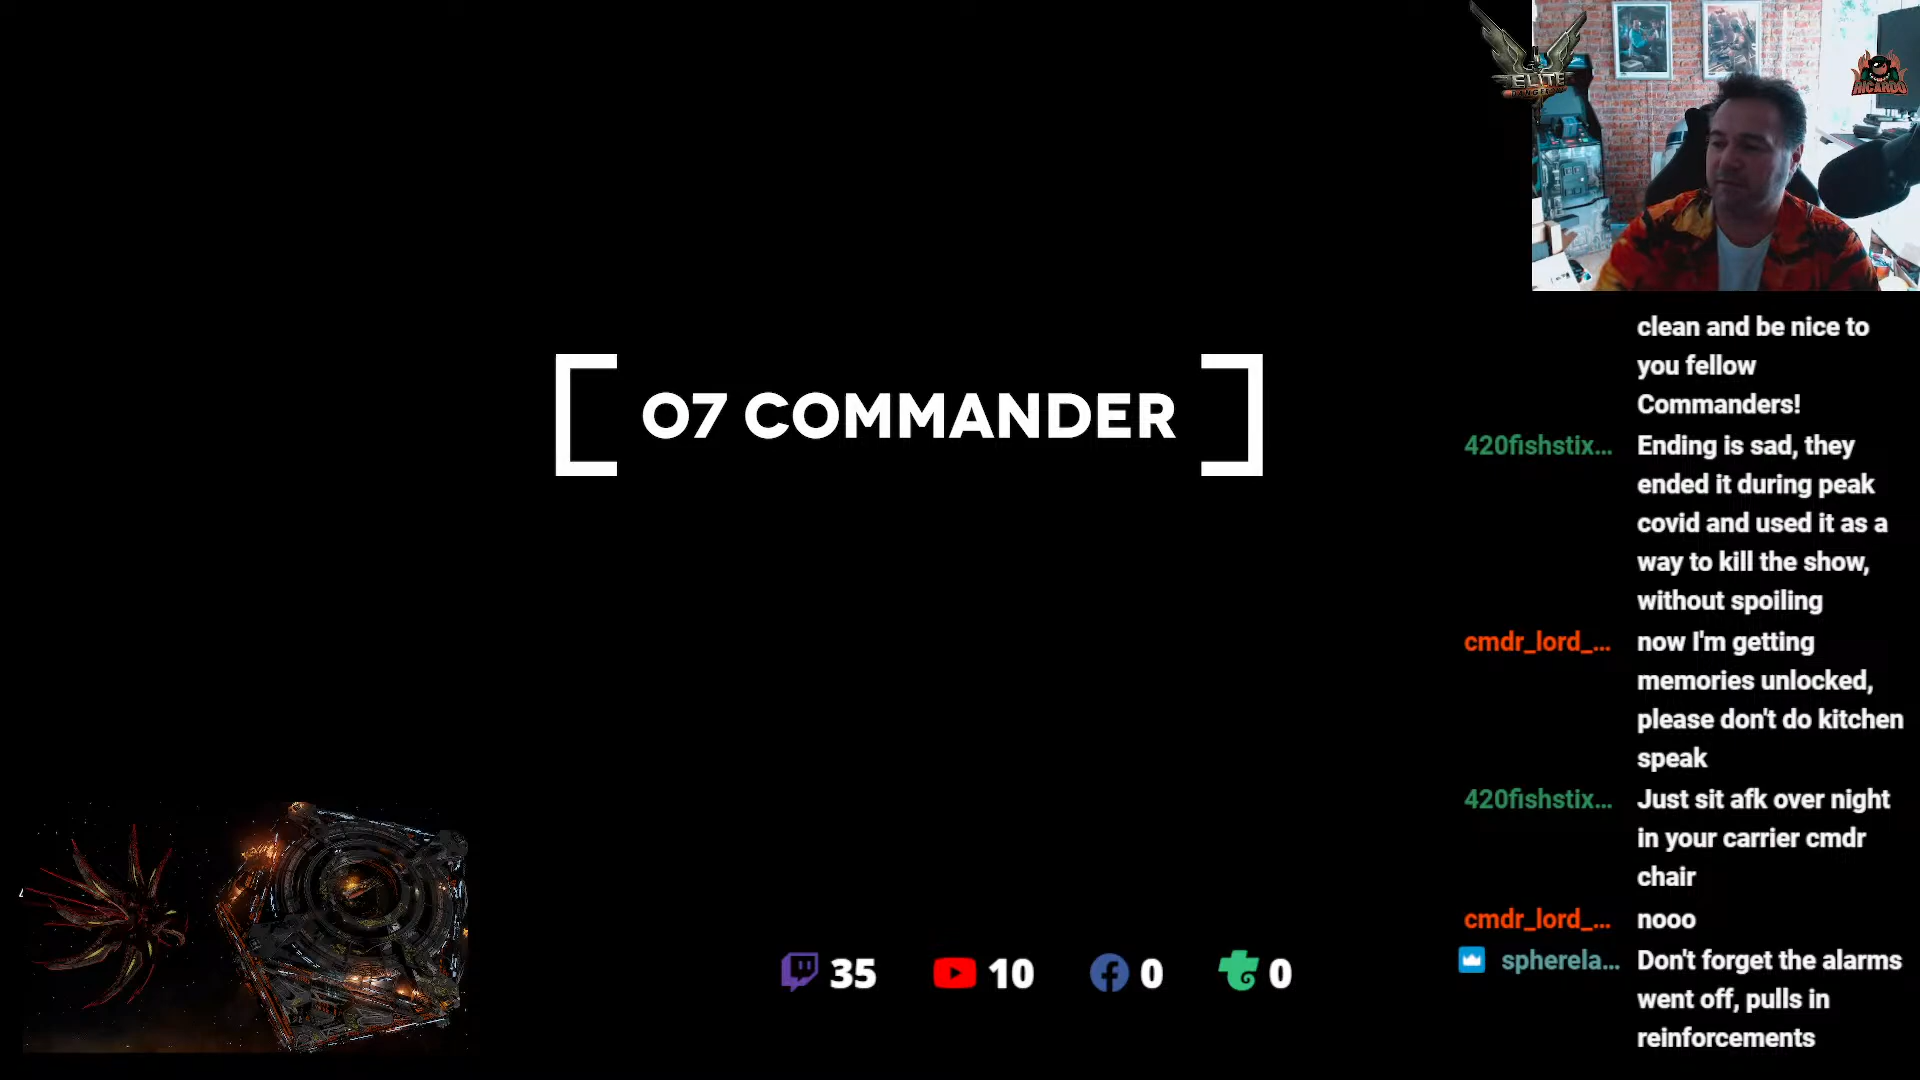 ELITE
DANGEROUS
RICARDO
O7 COMMANDER
clean and be nice to
you fellow
Commanders!
420fishstix... Ending is sad, they
ended it during peak
covid and used it as a
way to kill the show,
without spoiling
cmdr_lord_... now I'm getting
memories unlocked,
please don't do kitchen
speak
420fishstix... Just sit afk over night
in your carrier cmdr
chair
cmdr_lord_... nooo
spherela... Don't forget the alarms
went off, pulls in
reinforcements
35 10 0 0